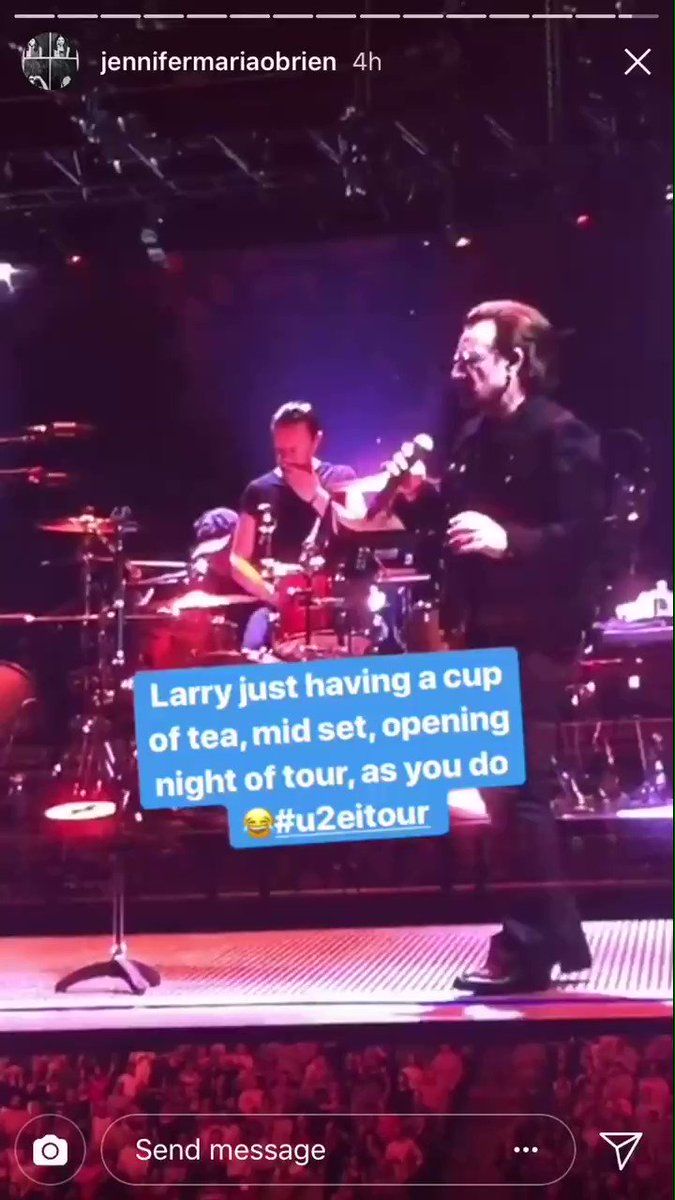 jennifermariaobrien 4h
Larry just having a cup
of tea, mid set, opening
night of tour, as you do
😂#u2eitour
Send message